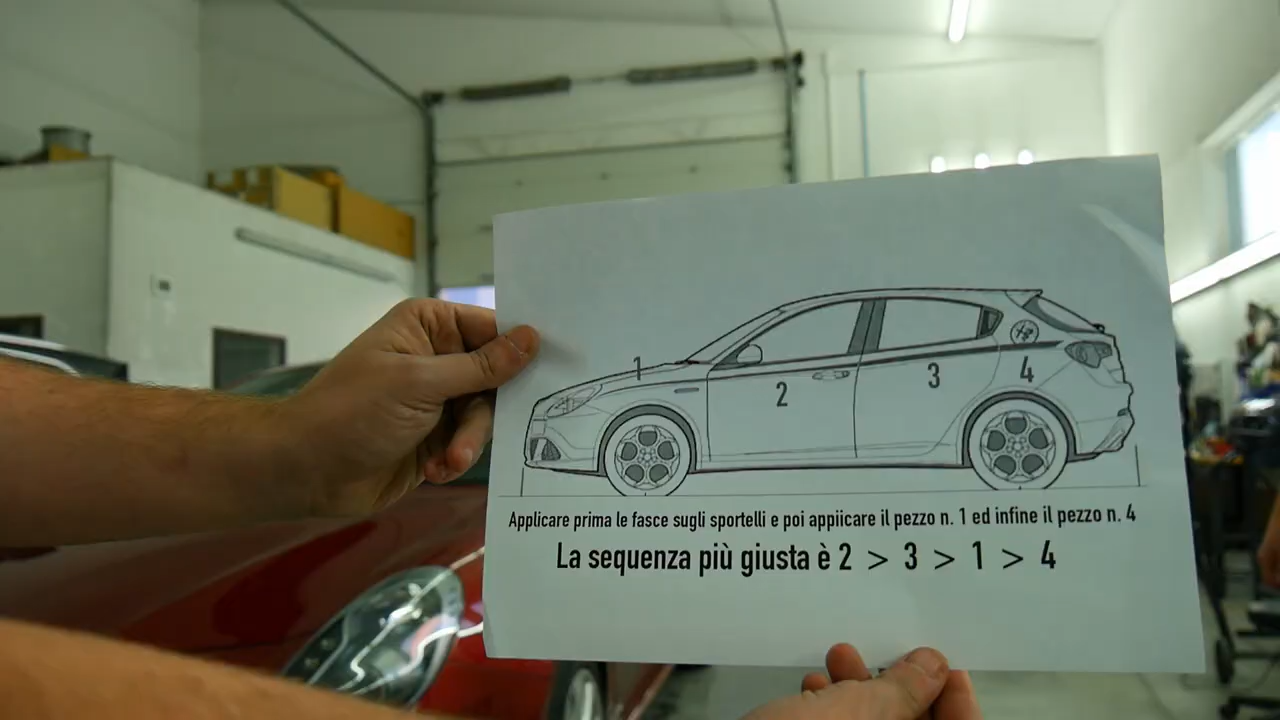 1
2
3
4
Applicare prima le fasce sugli sportelli e poi appiicare il pezzo n. 1 ed infine il pezzo n. 4
La sequenza più giusta è 2 > 3 > 1 > 4